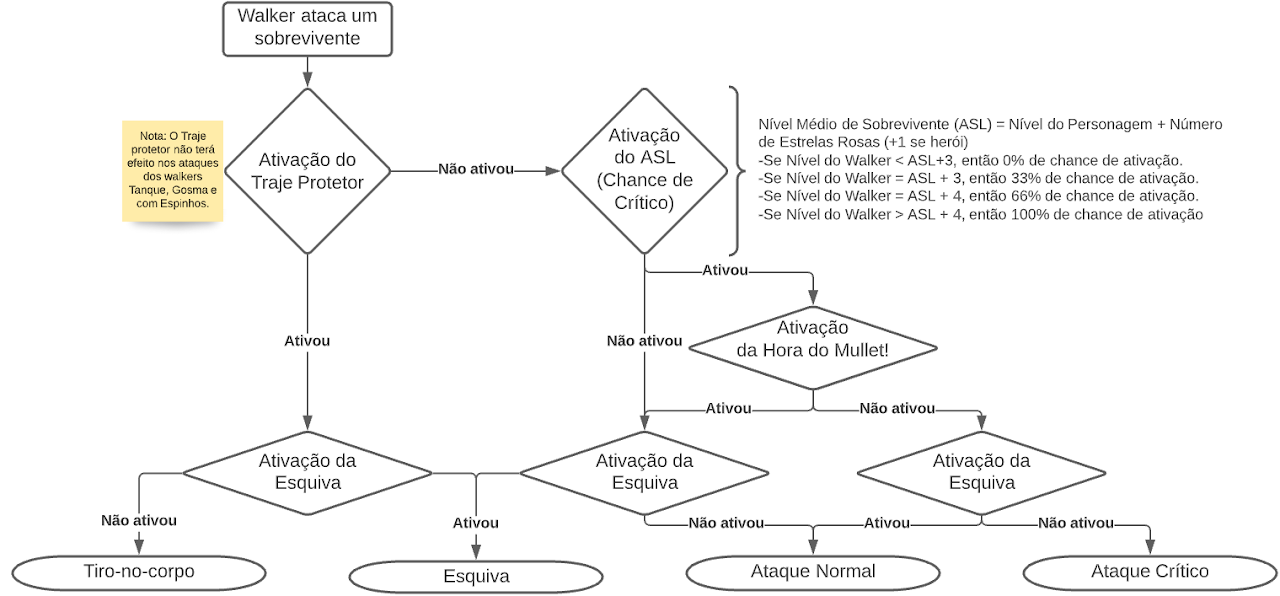 Walker ataca um
sobrevivente
Nota: O Traje
protetor não terá
efeito nos ataques
dos walkers
Tanque, Gosma e
com Espinhos.
Ativação do
Traje Protetor
Não ativou
Ativação
do ASL
(Chance de
Crítico)
Nível Médio de Sobrevivente (ASL) = Nível do Personagem + Número
de Estrelas Rosas (+1 se herói)
-Se Nível do Walker < ASL+3, então 0% de chance de ativação.
-Se Nível do Walker = ASL + 3, então 33% de chance de ativação.
-Se Nível do Walker = ASL + 4, então 66% de chance de ativação.
-Se Nível do Walker > ASL + 4, então 100% de chance de ativação
Ativou
Ativou
Não ativou
Ativação
da Hora do Mullet!
Ativou
Não ativou
Ativação da
Esquiva
Ativação da
Esquiva
Ativação da
Esquiva
Não ativou
Ativou
Não ativou
Ativou
Não ativou
Tiro-no-corpo
Esquiva
Ataque Normal
Ataque Crítico